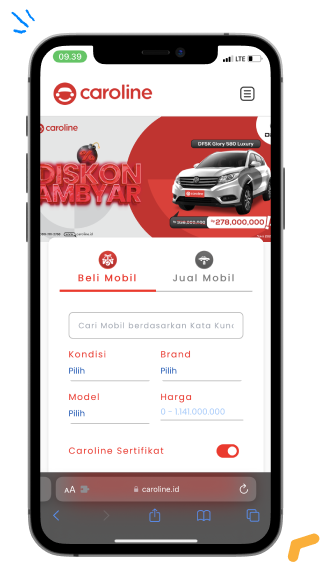 09.39
LTE
caroline
caroline
DFSK Glory 580 Luxury
DISKON
AMBYAR
278.000.000
Beli Mobil
Jual Mobil
Cari Mobil berdasarkan Kata Kunc
Kondisi
Brand
Pilih
Pilih
Model
Harga
Pilih
0 – 1,141,000,000
Caroline Sertifikat
AA
caroline.id